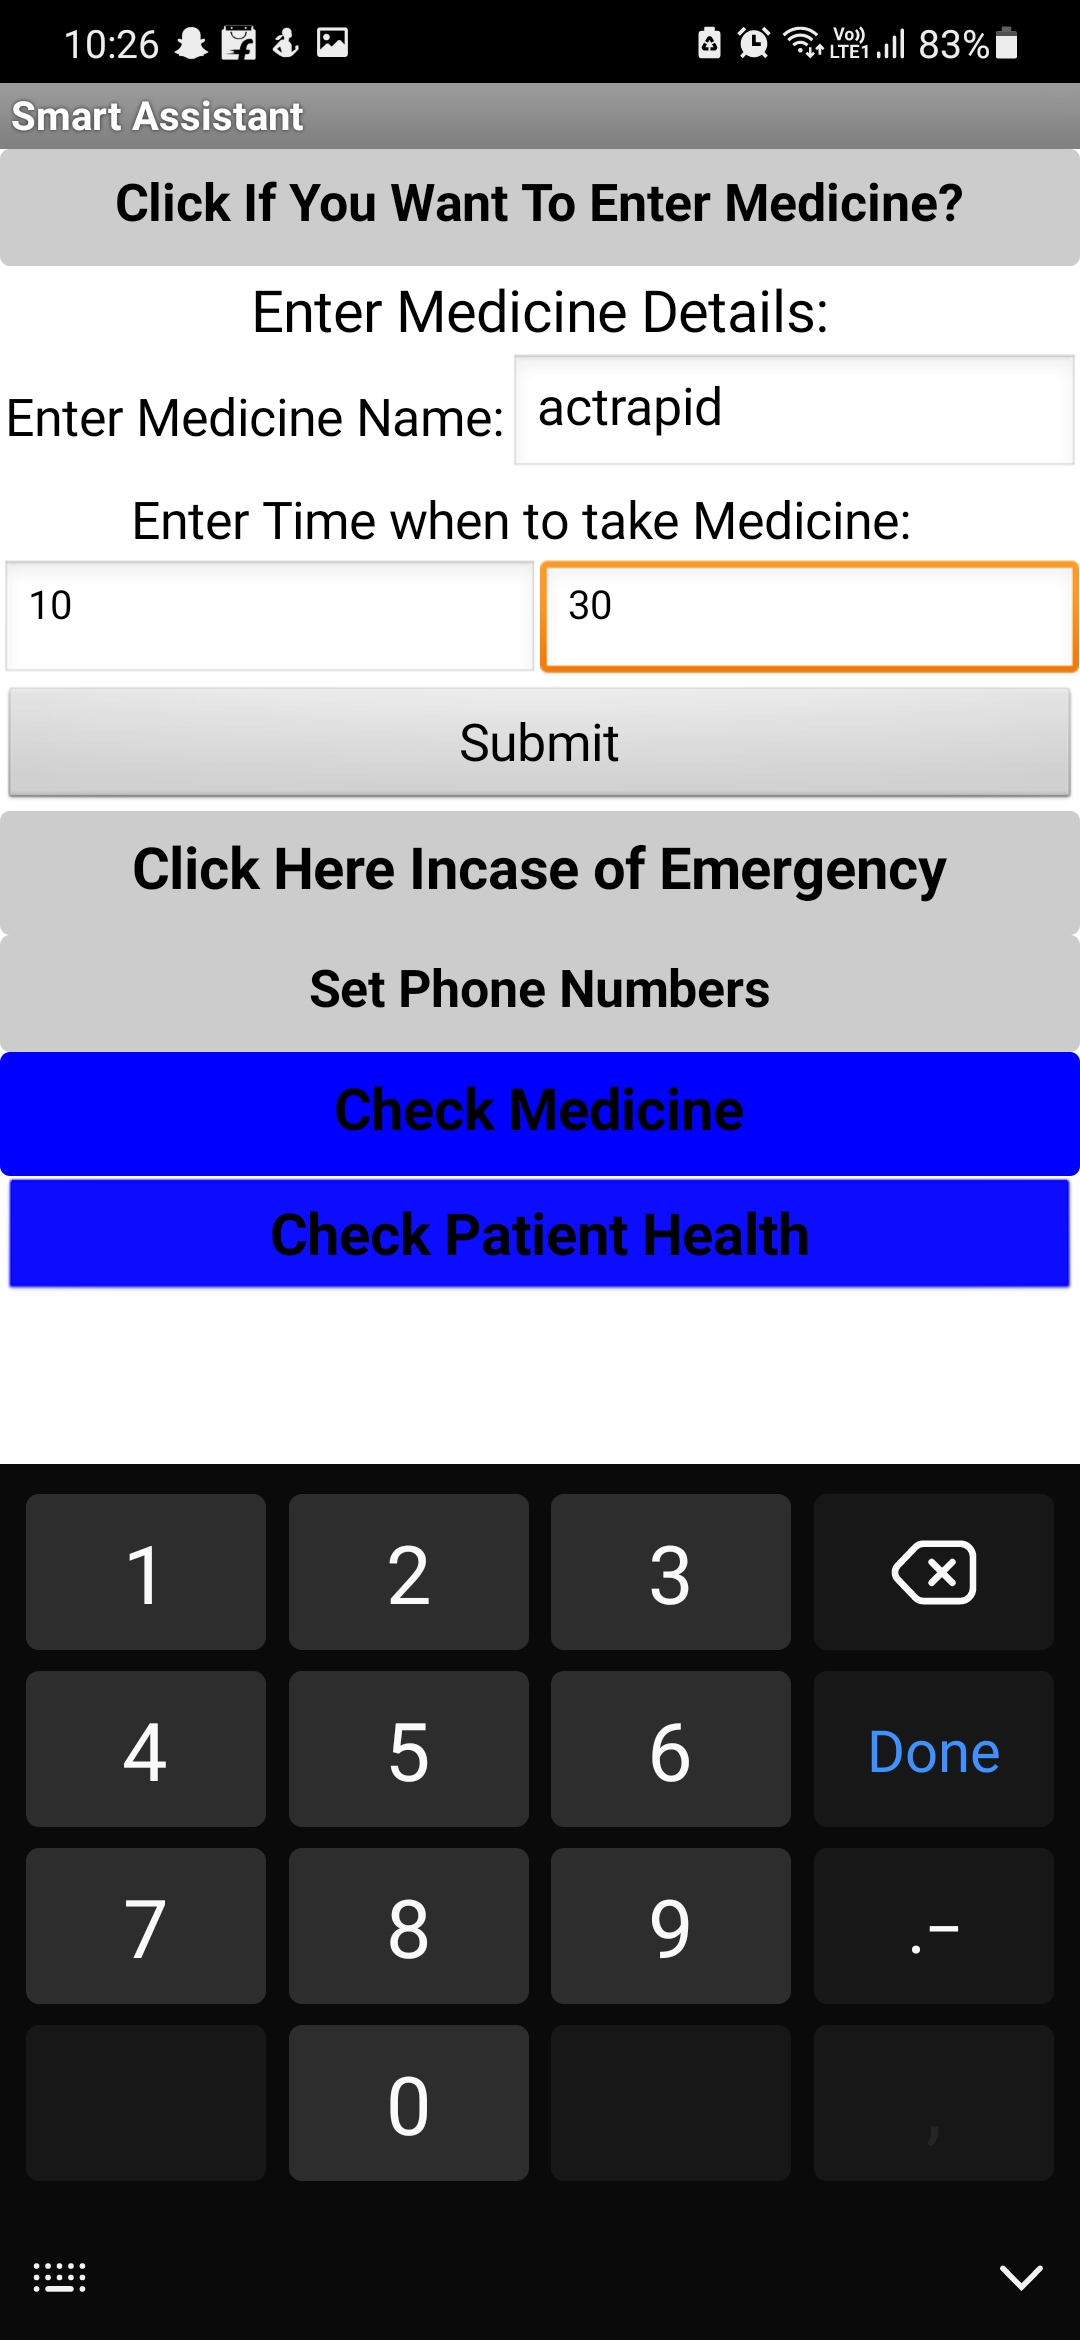 10:26 Vo)) LTE1 83%
Smart Assistant
Click If You Want To Enter Medicine?
Enter Medicine Details:
Enter Medicine Name: actrapid
Enter Time when to take Medicine:
10 30
Submit
Click Here Incase of Emergency
Set Phone Numbers
Check Medicine
Check Patient Health
1 2 3
4 5 6 Done
7 8 9 .-
0 ,